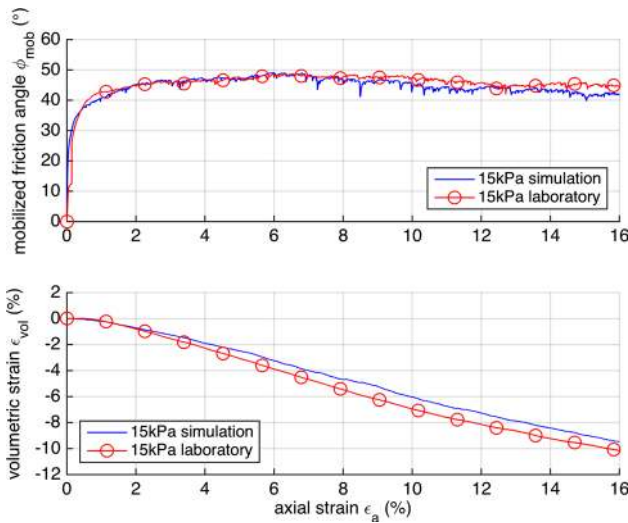 mobilized friction angle ϕmob (°)
60
50
40
30
20
10
0
0 2 4 6 8 10 12 14 16
15kPa simulation
15kPa laboratory
volumetric strain ϵvol (%)
2
0
-2
-4
-6
-8
-10
-12
15kPa simulation
15kPa laboratory
0 2 4 6 8 10 12 14 16
axial strain ϵa (%)